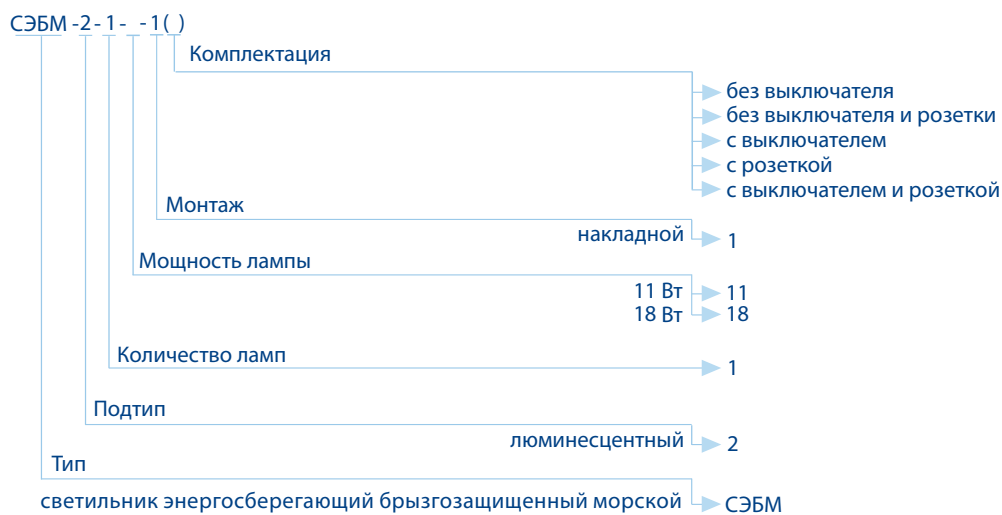 СЭБМ -2-1- -1( )
Комплектация
без выключателя
без выключателя и розетки
с выключателем
с розеткой
с выключателем и розеткой
Монтаж
накладной 1
Мощность лампы
11 Вт 11
18 Вт 18
Количество ламп
1
Подтип
люминесцентный 2
Тип
светильник энергосберегающий брызгозащищенный морской СЭБМ